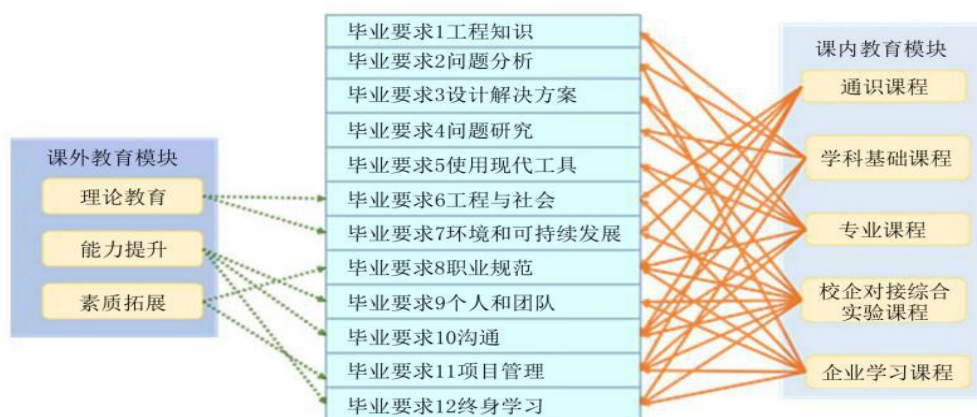 课外教育模块
理论教育
能力提升
素质拓展
毕业要求1工程知识
毕业要求2问题分析
毕业要求3设计解决方案
毕业要求4问题研究
毕业要求5使用现代工具
毕业要求6工程与社会
毕业要求7环境和可持续发展
毕业要求8职业规范
毕业要求9个人和团队
毕业要求10沟通
毕业要求11项目管理
毕业要求12终身学习
课内教育模块
通识课程
学科基础课程
专业课程
校企对接综合
实验课程
企业学习课程